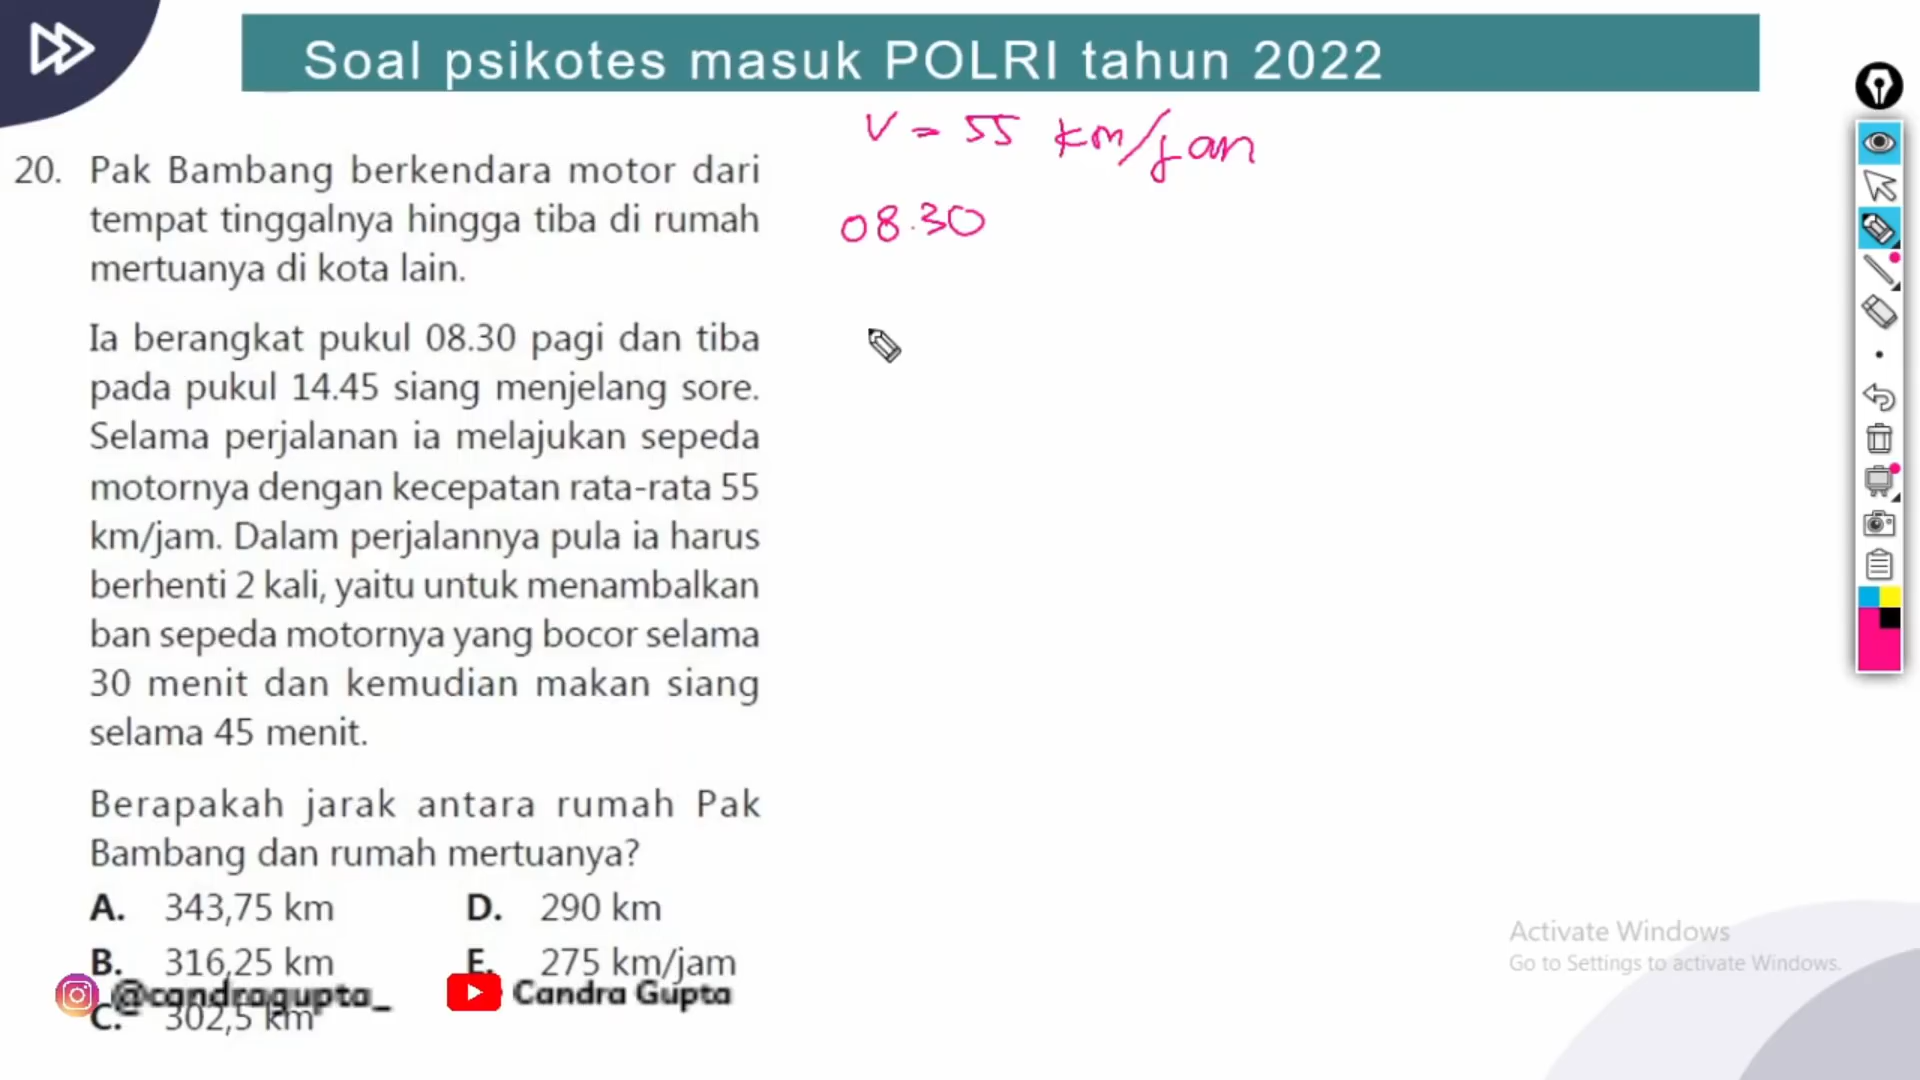 Soal psikotes masuk POLRI tahun 2022
V = 55 km/jam
08.30
20. Pak Bambang berkendara motor dari
tempat tinggalnya hingga tiba di rumah
mertuanya di kota lain.
Ia berangkat pukul 08.30 pagi dan tiba
pada pukul 14.45 siang menjelang sore.
Selama perjalanan ia melajukan sepeda
motornya dengan kecepatan rata-rata 55
km/jam. Dalam perjalannya pula ia harus
berhenti 2 kali, yaitu untuk menambalkan
ban sepeda motornya yang bocor selama
30 menit dan kemudian makan siang
selama 45 menit.
Berapakah jarak antara rumah Pak
Bambang dan rumah mertuanya?
A. 343,75 km D. 290 km
B. 316,25 km E. 275 km/jam
@candragupta_ Candra Gupta
C. 302,5 km
Activate Windows
Go to Settings to activate Windows.